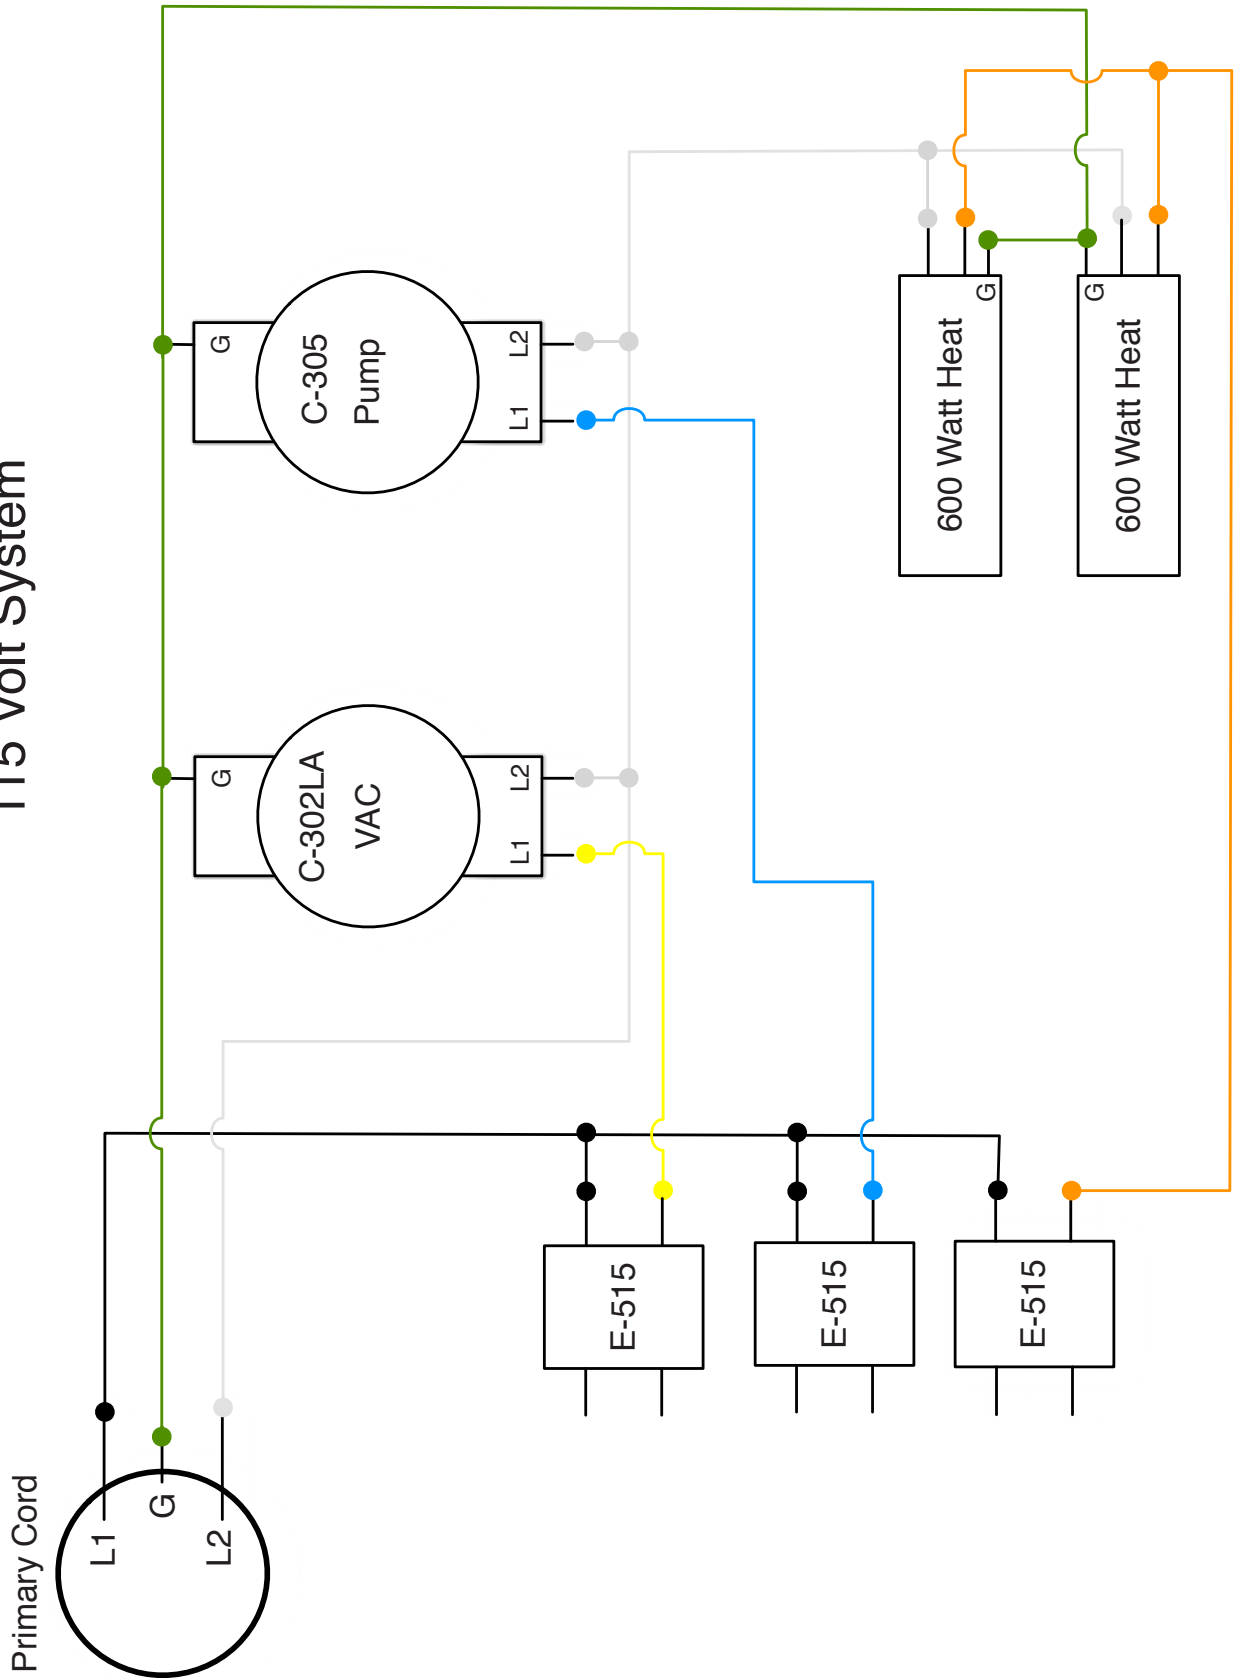 115 Volt System
Primary Cord
L1
G
L2
G
C-302LA
VAC
L1
L2
G
C-305
Pump
L1
L2
E-515
E-515
E-515
600 Watt Heat
G
600 Watt Heat
G